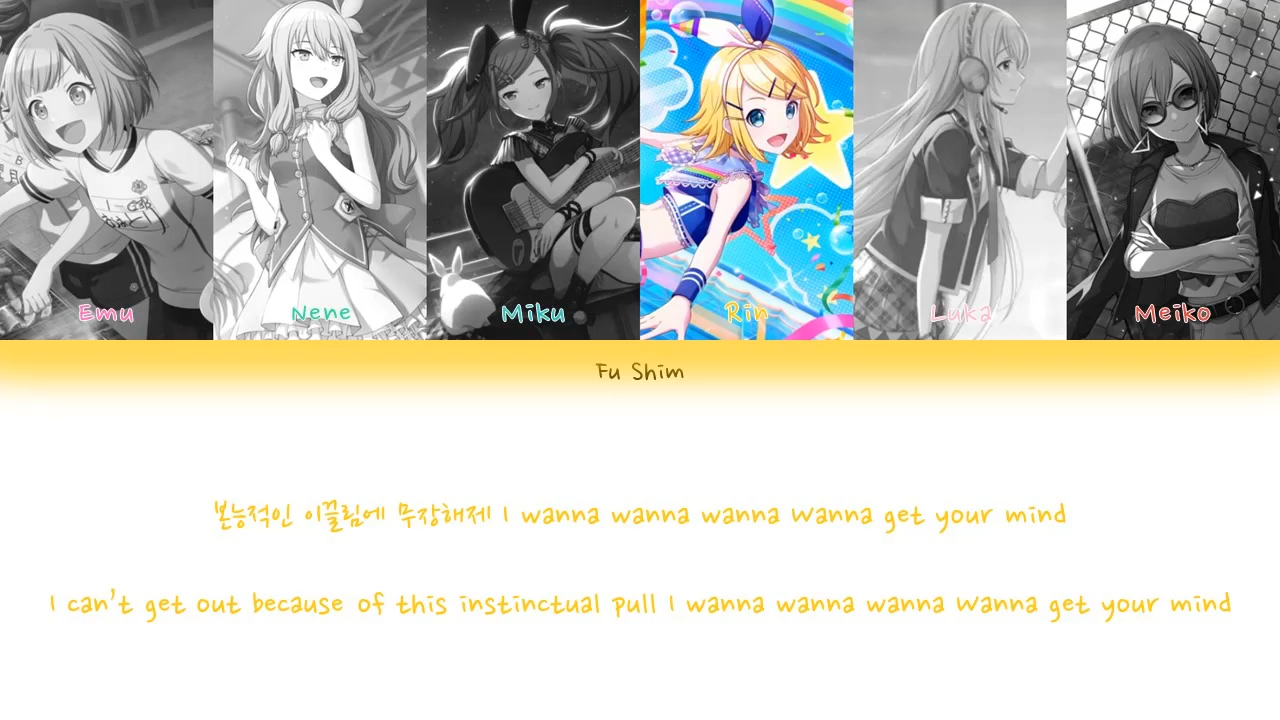 Emu Nene Miku Rin Luka Meiko
Fu Shim
본능적인 이끌림에 무장해제 I wanna wanna wanna Wanna get your mind
I can't get out because of this instinctual pull I wanna wanna wanna Wanna get your mind